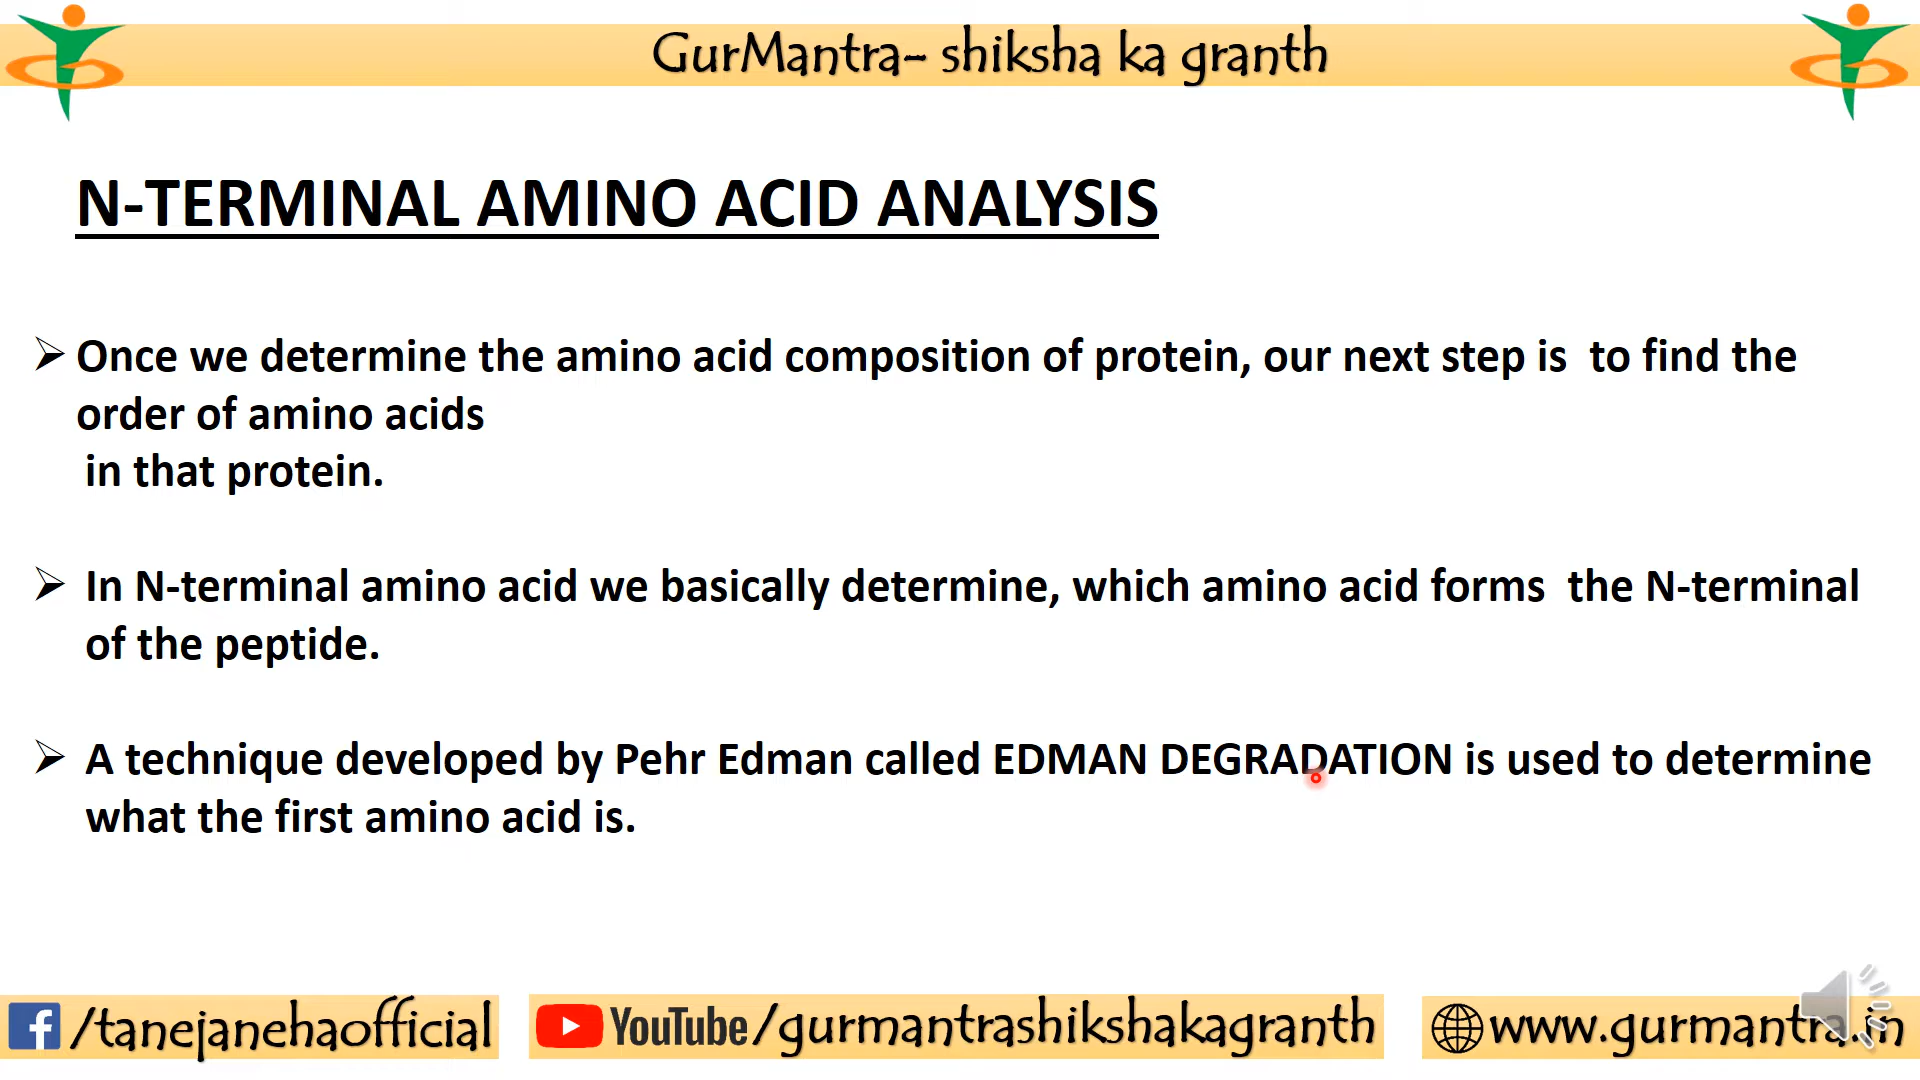 GurMantra- shiksha ka granth
N-TERMINAL AMINO ACID ANALYSIS
➢ Once we determine the amino acid composition of protein, our next step is to find the
order of amino acids
in that protein.
➢ In N-terminal amino acid we basically determine, which amino acid forms the N-terminal
of the peptide.
➢ A technique developed by Pehr Edman called EDMAN DEGRADATION is used to determine
what the first amino acid is.
f /tanejanehaofficial
YouTube /gurmantrashikshakagranth
www.gurmantra.in